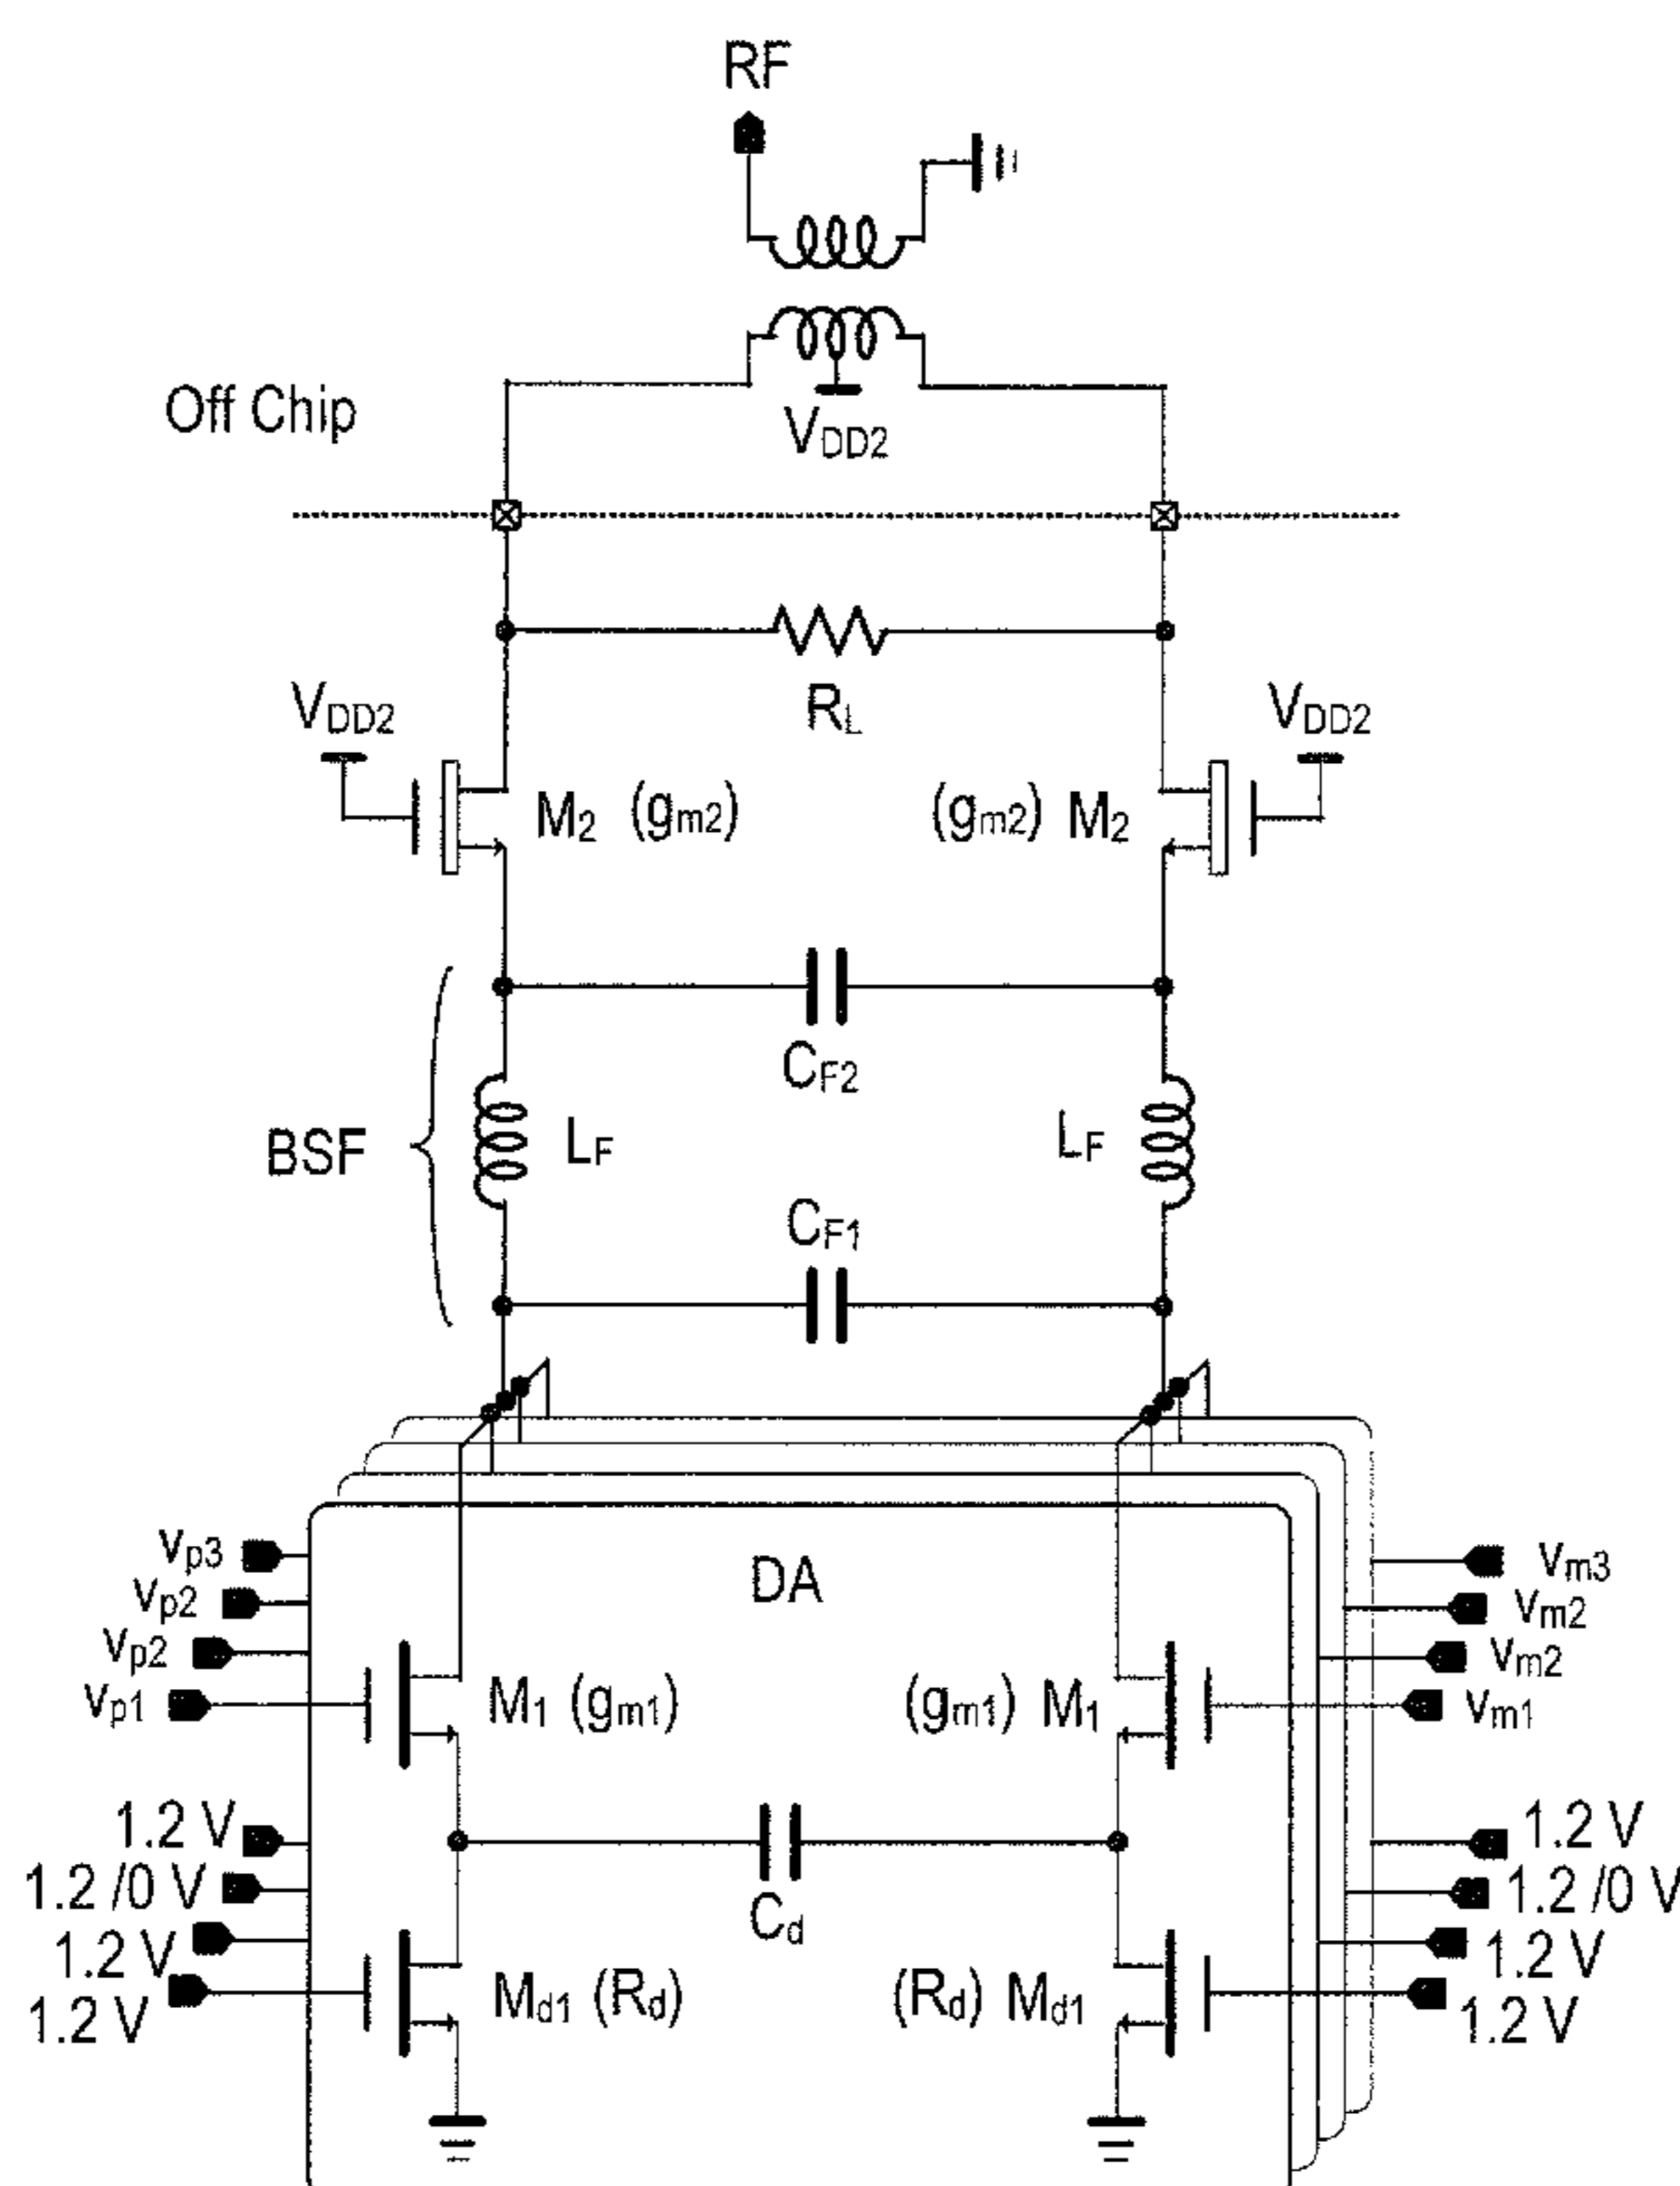 RF
Off Chip
VDD2
RL
VDD2
VDD2
M2 (gm2)
(gm2) M2
CF2
BSF
LF
LF
CF1
DA
vp3
vp2
vp2
vp1
vm3
vm2
vm2
vm1
M1 (gm1)
(gm1) M1
1.2 V
1.2 /0 V
1.2 V
1.2 V
1.2 V
1.2 /0 V
1.2 V
1.2 V
Cd
Md1 (Rd)
(Rd) Md1